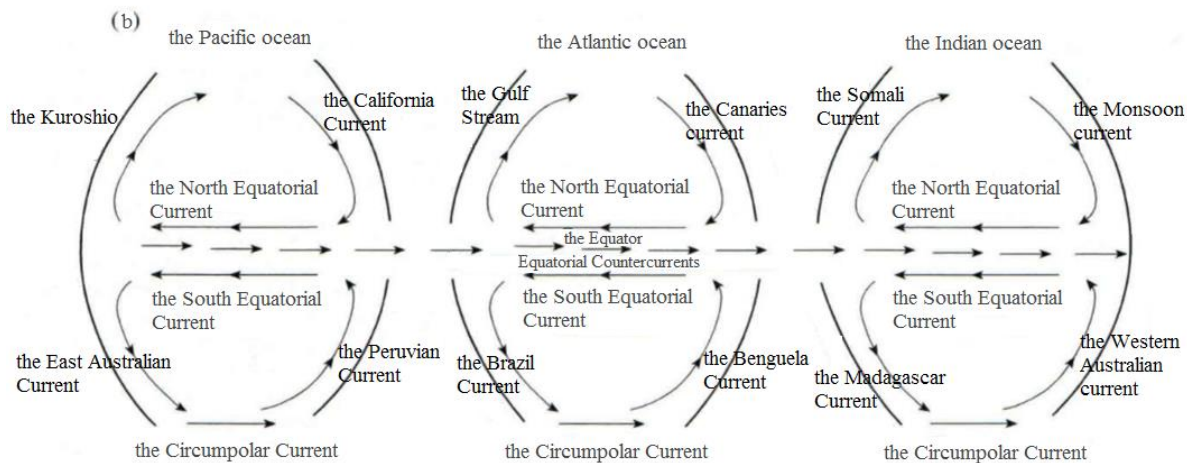 (b)
the Pacific ocean
the Kuroshio
the California
Current
the North Equatorial
Current
the South Equatorial
Current
the East Australian
Current
the Peruvian
Current
the Circumpolar Current
the Atlantic ocean
the Gulf
Stream
the Canaries
current
the North Equatorial
Current
the Equator
Equatorial Countercurrents
the South Equatorial
Current
the Brazil
Current
the Benguela
Current
the Circumpolar Current
the Indian ocean
the Somali
Current
the Monsoon
current
the North Equatorial
Current
the South Equatorial
Current
the Madagascar
Current
the Western
Australian
current
the Circumpolar Current